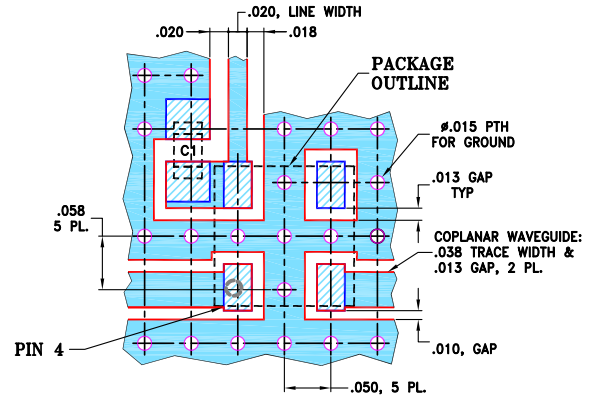 .020, LINE WIDTH
.020
.018
PACKAGE
OUTLINE
C1
ø.015 PTH
FOR GROUND
.013 GAP
TYP
.058
5 PL.
COPLANAR WAVEGUIDE:
.038 TRACE WIDTH &
.013 GAP, 2 PL.
PIN 4
.010, GAP
.050, 5 PL.